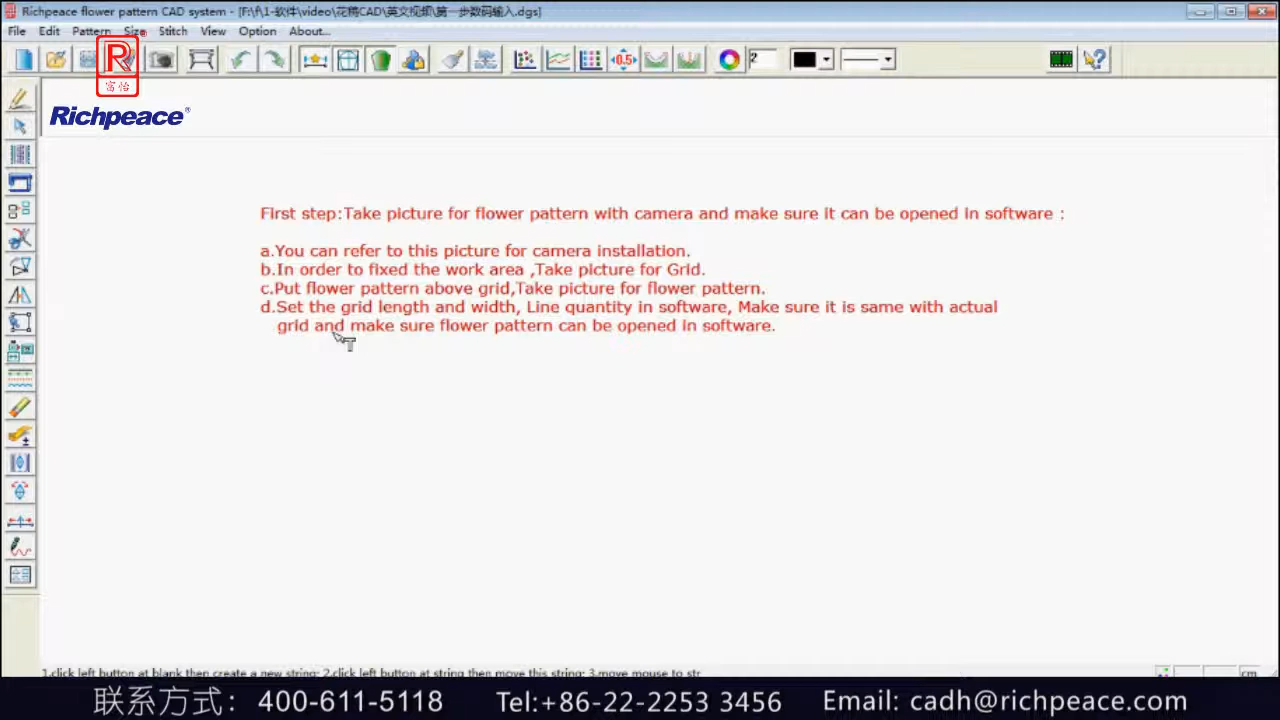 Richpeace flower pattern CAD system - [F:\f\1-软件\video\花稿CAD\英文视频\第一步数码输入.dgs]
File Edit Pattern Size Stitch View Option About...
0.5 2
R
富怡
Richpeace®
First step:Take picture for flower pattern with camera and make sure it can be opened in software :
a.You can refer to this picture for camera installation.
b.In order to fixed the work area ,Take picture for Grid.
c.Put flower pattern above grid,Take picture for flower pattern.
d.Set the grid length and width, Line quantity in software, Make sure it is same with actual
grid and make sure flower pattern can be opened in software.
1.click left button at blank then create a new string; 2.click left button at string then move this string; 3.move mouse to str
cm
联系方式：400-611-5118 Tel:+86-22-2253 3456 Email: cadh@richpeace.com